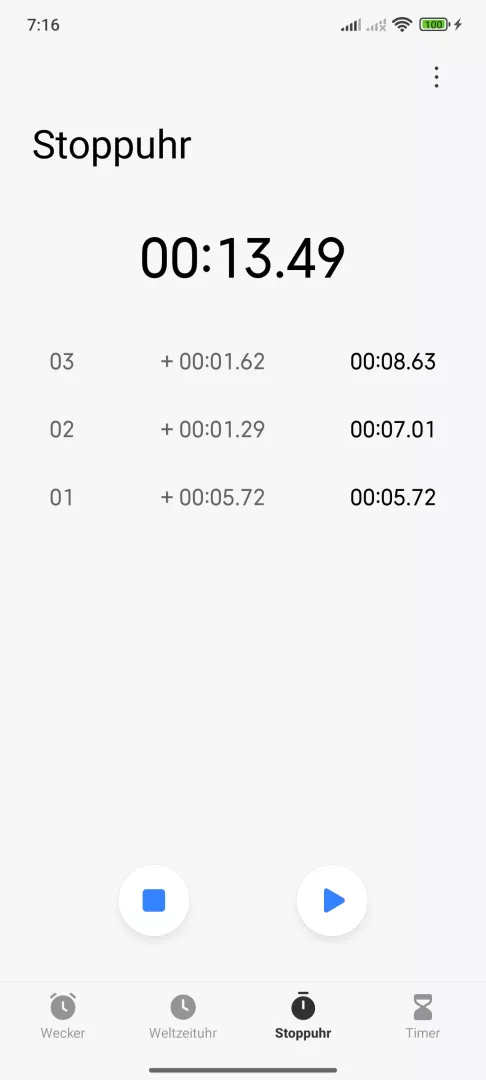 7:16 100
Stoppuhr
00:13.49
03 + 00:01.62 00:08.63
02 + 00:01.29 00:07.01
01 + 00:05.72 00:05.72
Wecker Weltzeituhr Stoppuhr Timer